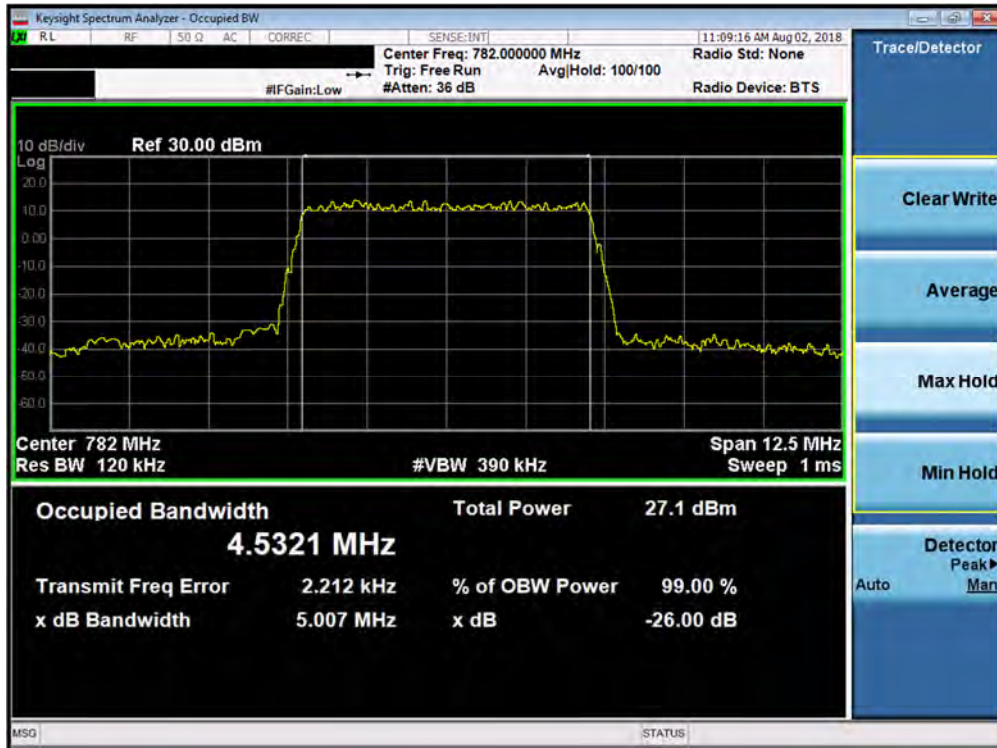 Keysight Spectrum Analyzer - Occupied BW
LXI RL RF 50 Ω AC CORREC SENSE:INT 11:09:16 AM Aug 02, 2018
Center Freq: 782.000000 MHz Radio Std: None
Trig: Free Run Avg|Hold: 100/100
#IFGain:Low #Atten: 36 dB Radio Device: BTS
10 dB/div Ref 30.00 dBm
Log
20.0
10.0
0.00
-10.0
-20.0
-30.0
-40.0
-50.0
-60.0
Center 782 MHz Span 12.5 MHz
Res BW 120 kHz #VBW 390 kHz Sweep 1 ms
Occupied Bandwidth Total Power 27.1 dBm
4.5321 MHz
Transmit Freq Error 2.212 kHz % of OBW Power 99.00 %
x dB Bandwidth 5.007 MHz x dB -26.00 dB
MSG STATUS
Trace/Detector
Clear Write
Average
Max Hold
Min Hold
Detector
Peak▶
Auto Man